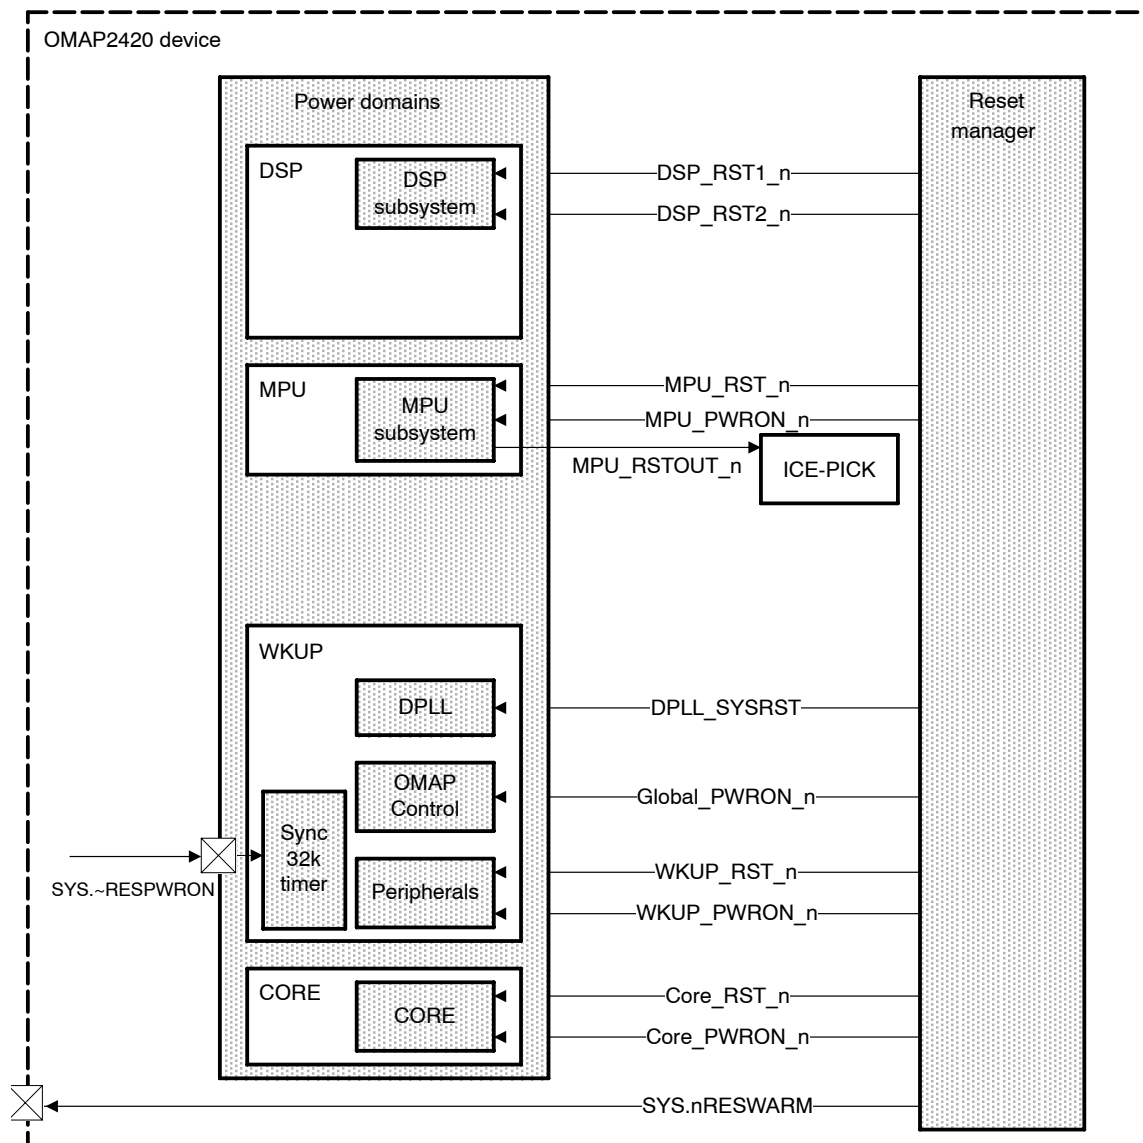 OMAP2420 device
Power domains
Reset
manager
DSP
DSP
subsystem
DSP_RST1_n
DSP_RST2_n
MPU
MPU
subsystem
MPU_RST_n
MPU_PWRON_n
MPU_RSTOUT_n
ICE-PICK
WKUP
DPLL
DPLL_SYSRST
OMAP
Control
Global_PWRON_n
Sync
32k
timer
SYS.~RESPWRON
Peripherals
WKUP_RST_n
WKUP_PWRON_n
CORE
CORE
Core_RST_n
Core_PWRON_n
SYS.nRESWARM